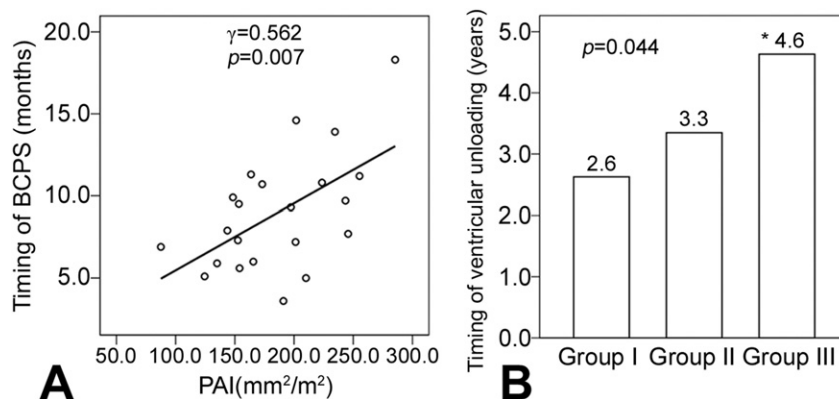 γ=0.562
p=0.007
Timing of BCPS (months)
20.0
15.0
10.0
5.0
50.0 100.0 150.0 200.0 250.0 300.0
PAI(mm²/m²)
A
p=0.044
Timing of ventricular unloading (years)
5.0
4.0
3.0
2.0
1.0
0.0
2.6
3.3
* 4.6
Group I Group II Group III
B